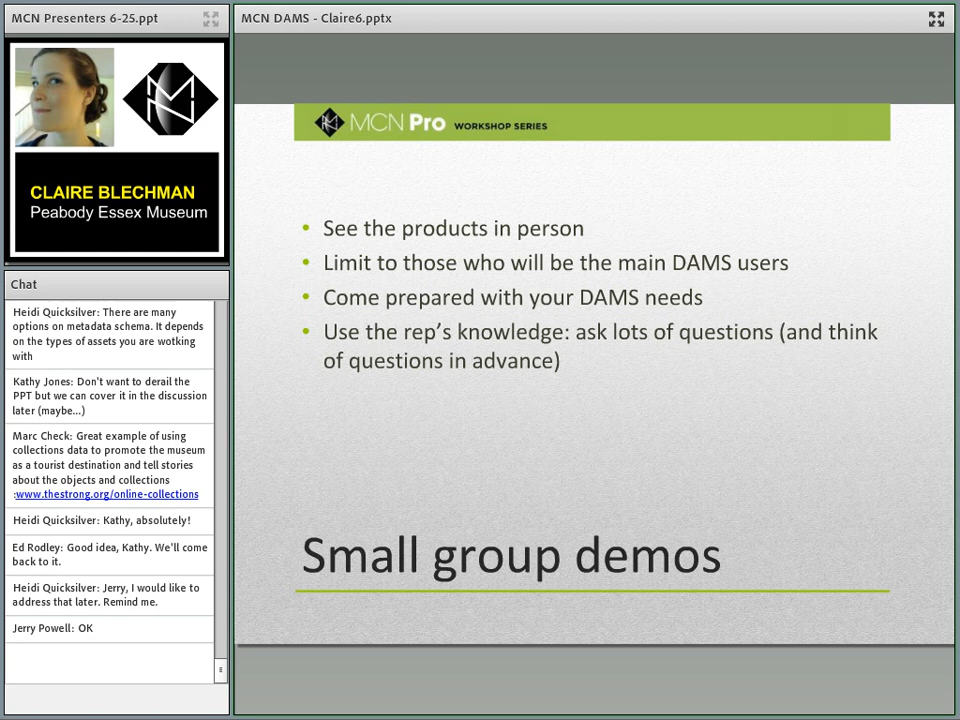 MCN Presenters 6-25.ppt
CLAIRE BLECHMAN
Peabody Essex Museum
Chat
Heidi Quicksilver: There are many
options on metadata schema. It depends
on the types of assets you are wotking
with
Kathy Jones: Don't want to derail the
PPT but we can cover it in the discussion
later (maybe...)
Marc Check: Great example of using
collections data to promote the museum
as a tourist destination and tell stories
about the objects and collections
:www.thestrong.org/online-collections
Heidi Quicksilver: Kathy, absolutely!
Ed Rodley: Good idea, Kathy. We'll come
back to it.
Heidi Quicksilver: Jerry, I would like to
address that later. Remind me.
Jerry Powell: OK
MCN DAMS - Claire6.pptx
MCN Pro WORKSHOP SERIES
• See the products in person
• Limit to those who will be the main DAMS users
• Come prepared with your DAMS needs
• Use the rep's knowledge: ask lots of questions (and think
of questions in advance)
Small group demos